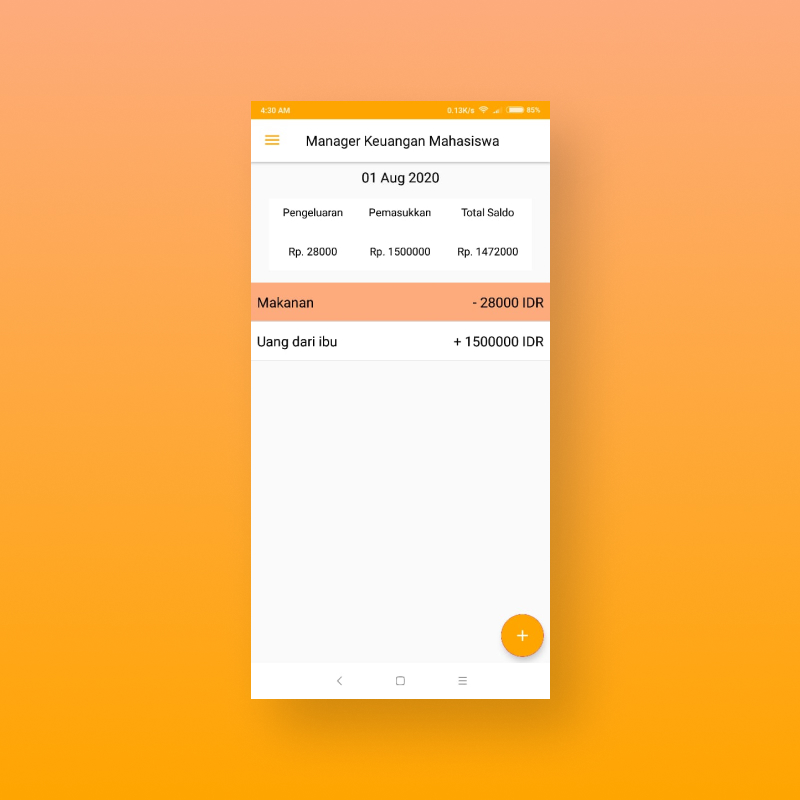 4:30 AM 0.13K/s 85%
Manager Keuangan Mahasiswa
01 Aug 2020
Pengeluaran Pemasukkan Total Saldo
Rp. 28000 Rp. 1500000 Rp. 1472000
Makanan - 28000 IDR
Uang dari ibu + 1500000 IDR
+